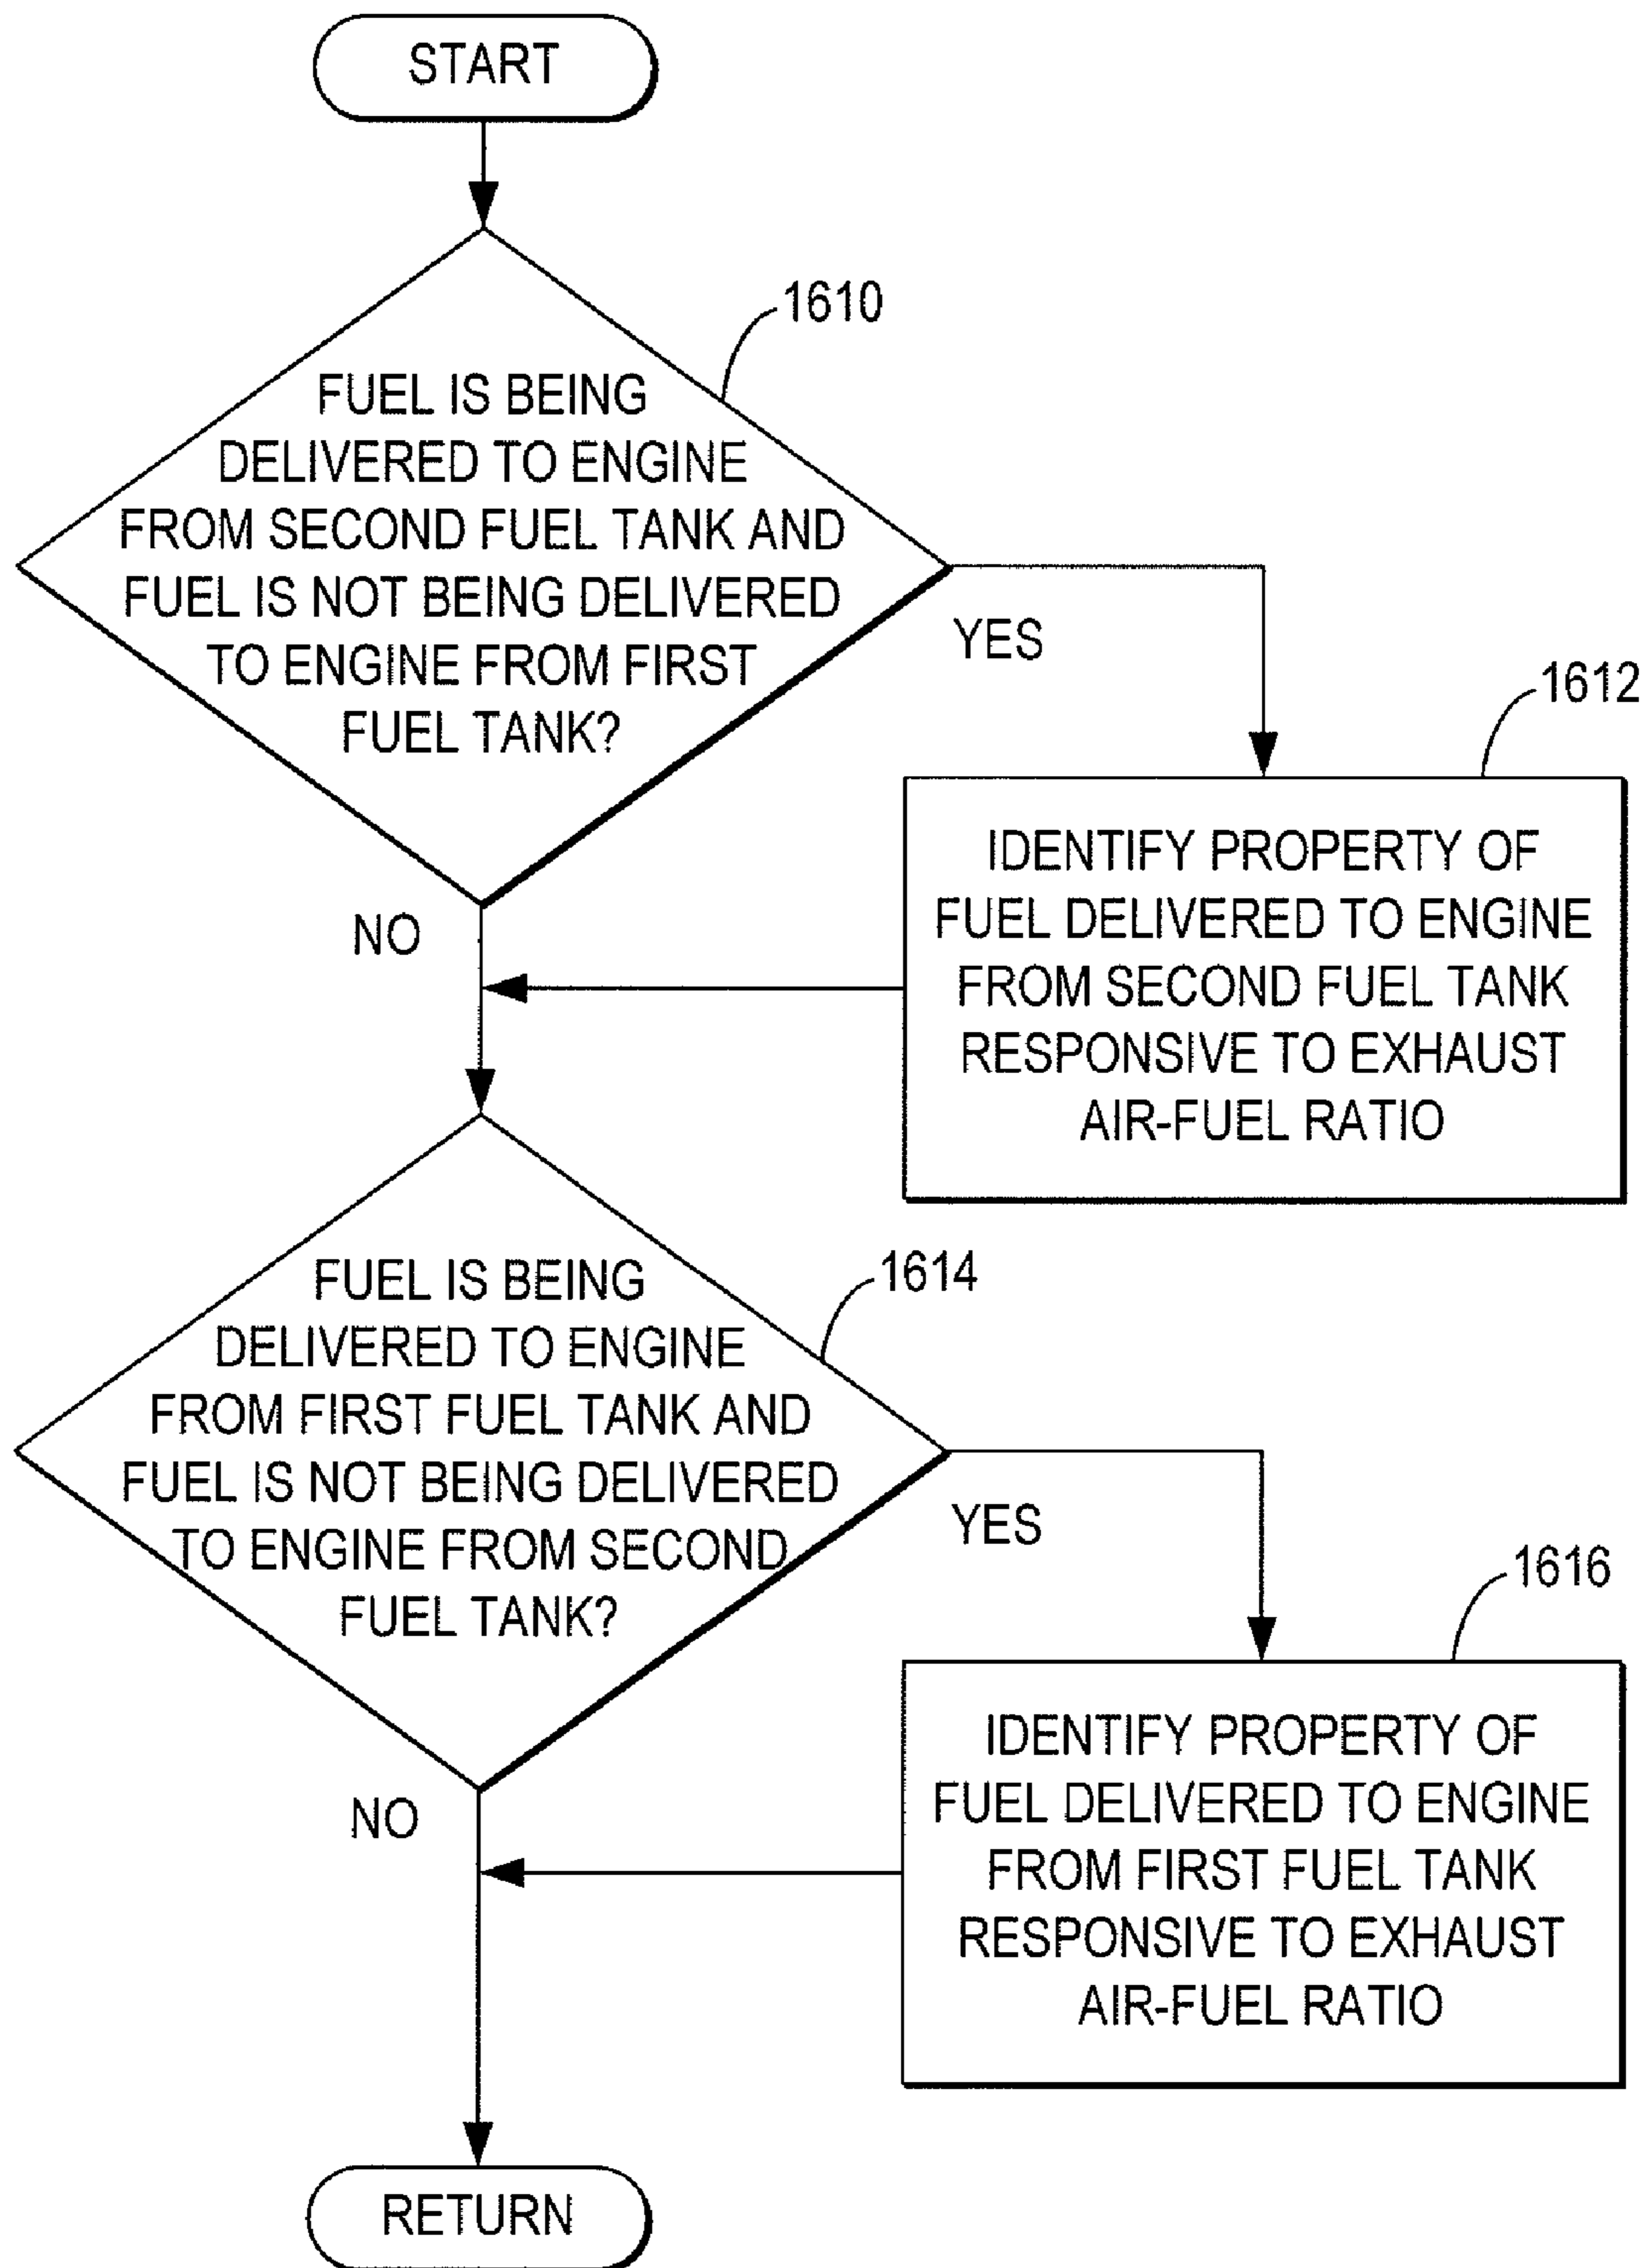 START
1610
FUEL IS BEING
DELIVERED TO ENGINE
FROM SECOND FUEL TANK AND
FUEL IS NOT BEING DELIVERED
TO ENGINE FROM FIRST
FUEL TANK?
YES
NO
1612
IDENTIFY PROPERTY OF
FUEL DELIVERED TO ENGINE
FROM SECOND FUEL TANK
RESPONSIVE TO EXHAUST
AIR-FUEL RATIO
1614
FUEL IS BEING
DELIVERED TO ENGINE
FROM FIRST FUEL TANK AND
FUEL IS NOT BEING DELIVERED
TO ENGINE FROM SECOND
FUEL TANK?
YES
NO
1616
IDENTIFY PROPERTY OF
FUEL DELIVERED TO ENGINE
FROM FIRST FUEL TANK
RESPONSIVE TO EXHAUST
AIR-FUEL RATIO
RETURN